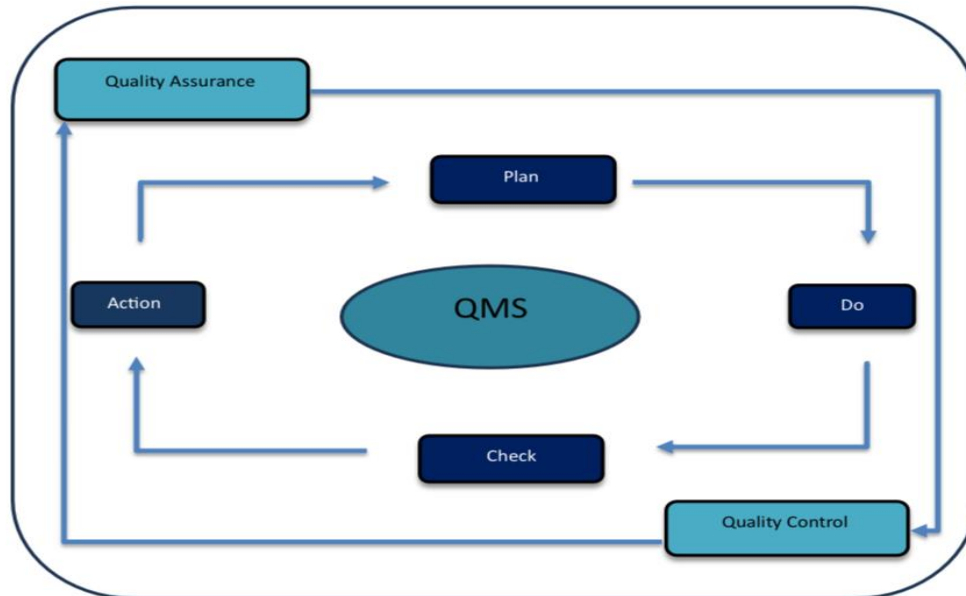 Quality Assurance
Plan
Action
QMS
Do
Check
Quality Control